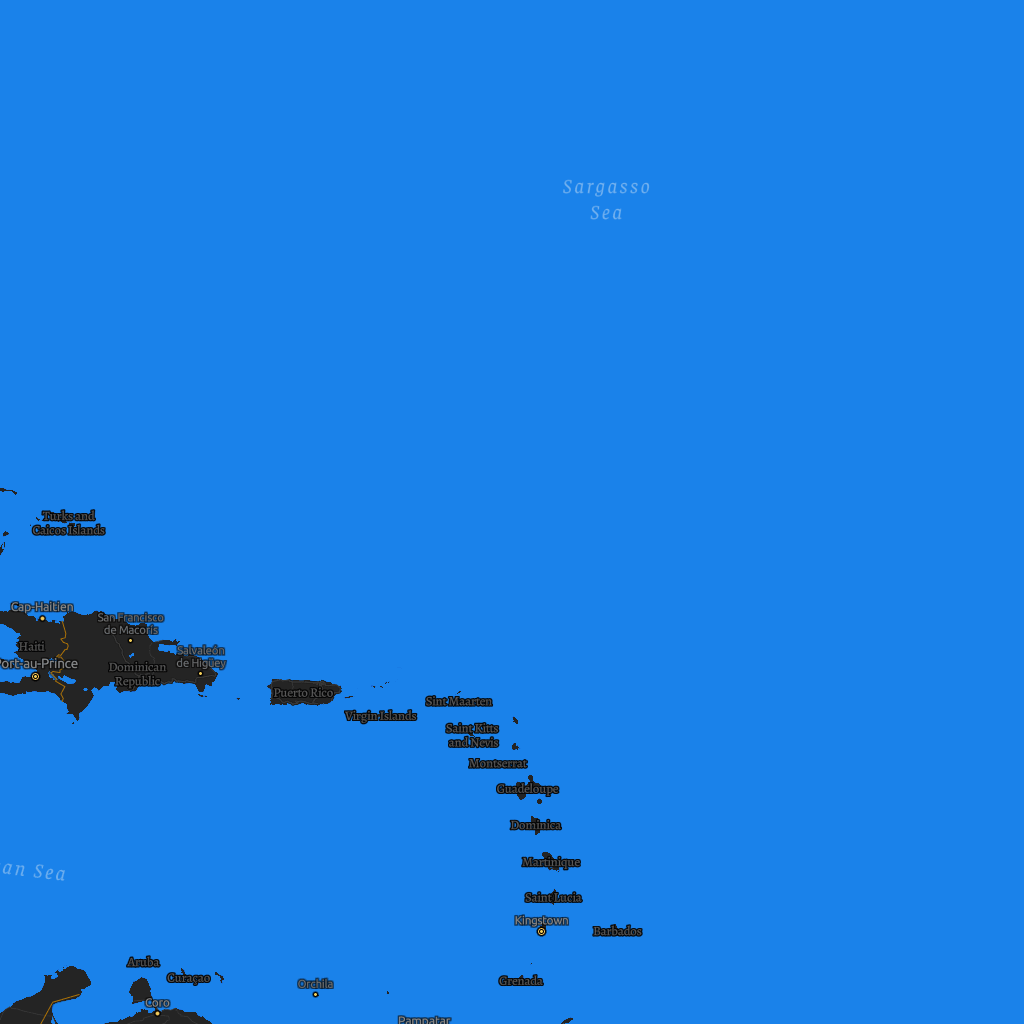 Sargasso
Sea
Turks and
Caicos Islands
Cap-Haitien
San Francisco
de Macorís
Haiti
Salvaleón
de Higüey
Port-au-Prince
Dominican
Republic
Puerto Rico
Sint Maarten
Virgin Islands
Saint Kitts
and Nevis
Montserrat
Guadeloupe
Dominica
Martinique
an Sea
Saint Lucia
Kingstown
Barbados
Aruba
Curaçao
Grenada
Orchila
Coro
Pampatar